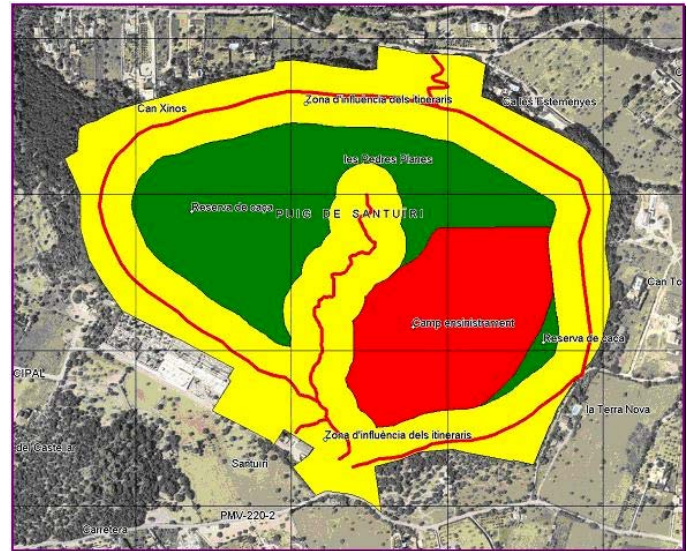 Can Xinos
Zona d'influència dels itineraris
Ca les Estemenyes
les Pedres Planes
Reserva de caça
PUIG DE SANTUIRI
Can To
Camp ensinistrament
Reserva de caça
CIPAL
la Terra Nova
Zona d'influència dels itineraris
del Castella
Santuïri
PMV-220-2
Carretera